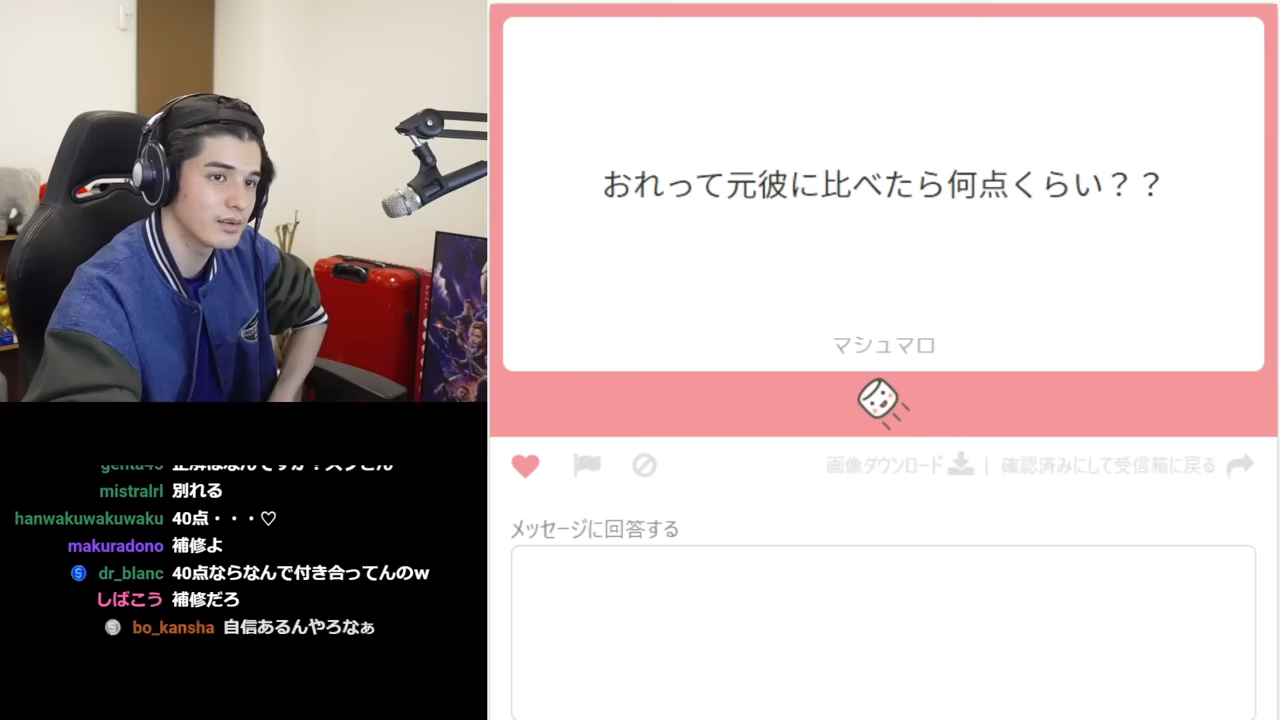 おれって元彼に比べたら何点くらい？？
マシュマロ
画像ダウンロード | 確認済みにして受信箱に戻る
メッセージに回答する
mistralrl 別れる
hanwakuwakuwaku 40点・・・♡
makuradono 補修よ
dr_blanc 40点ならなんで付き合ってんのw
しばこう 補修だろ
bo_kansha 自信あるんやろなぁ